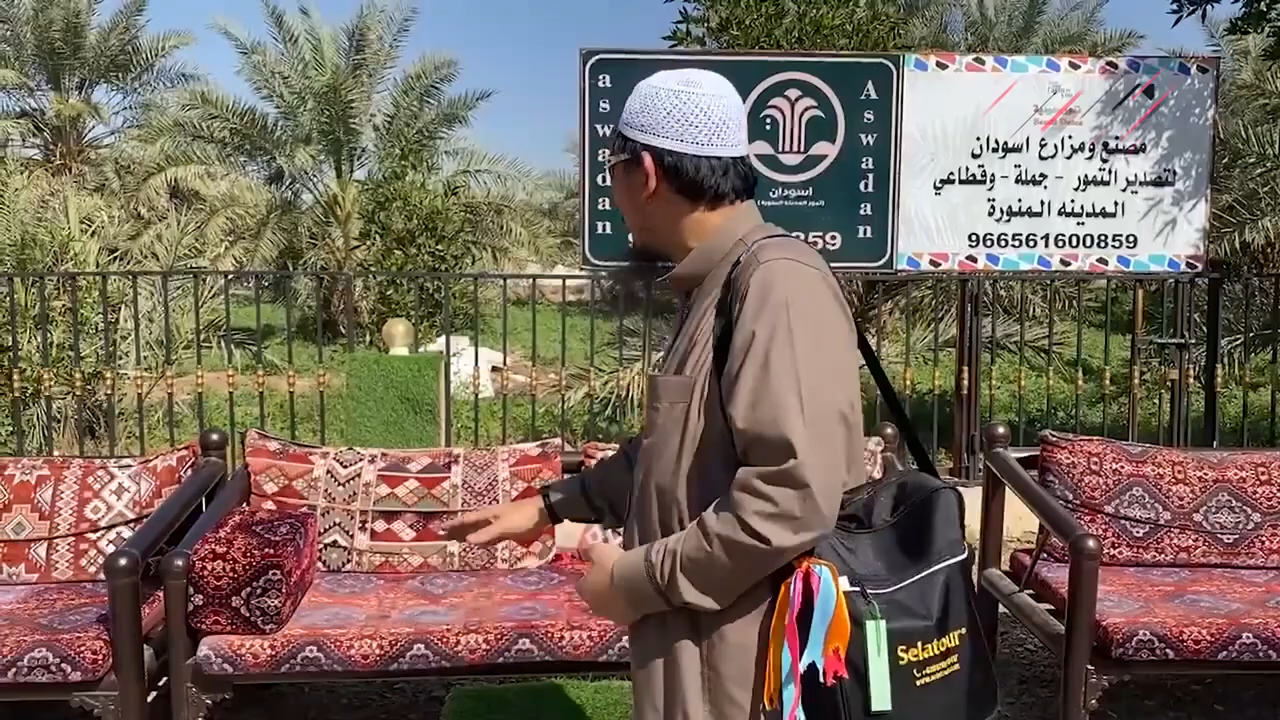 aswadan
Aswadan
اسودان
(تمور المدينة المنورة)
859
مصنع ومزارع اسودان
لتصدير التمور - جملة - وقطاعي
المدينه المنورة
966561600859
Selatour